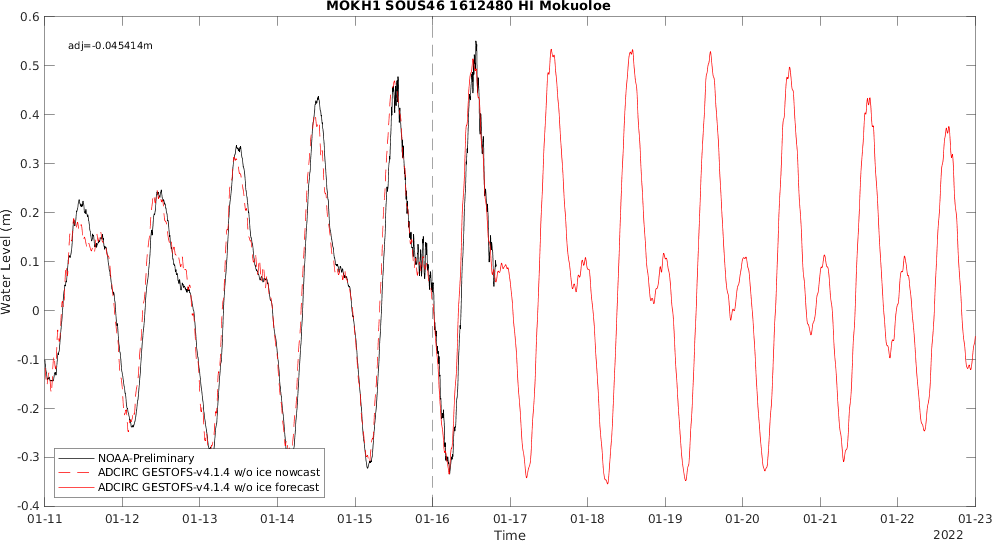 MOKH1 SOUS46 1612480 HI Mokuoloe
adj=-0.045414m
Water Level (m)
0.6
0.5
0.4
0.3
0.2
0.1
0
-0.1
-0.2
-0.3
-0.4
NOAA-Preliminary
ADCIRC GESTOFS-v4.1.4 w/o ice nowcast
ADCIRC GESTOFS-v4.1.4 w/o ice forecast
01-11 01-12 01-13 01-14 01-15 01-16 01-17 01-18 01-19 01-20 01-21 01-22 01-23
Time
2022